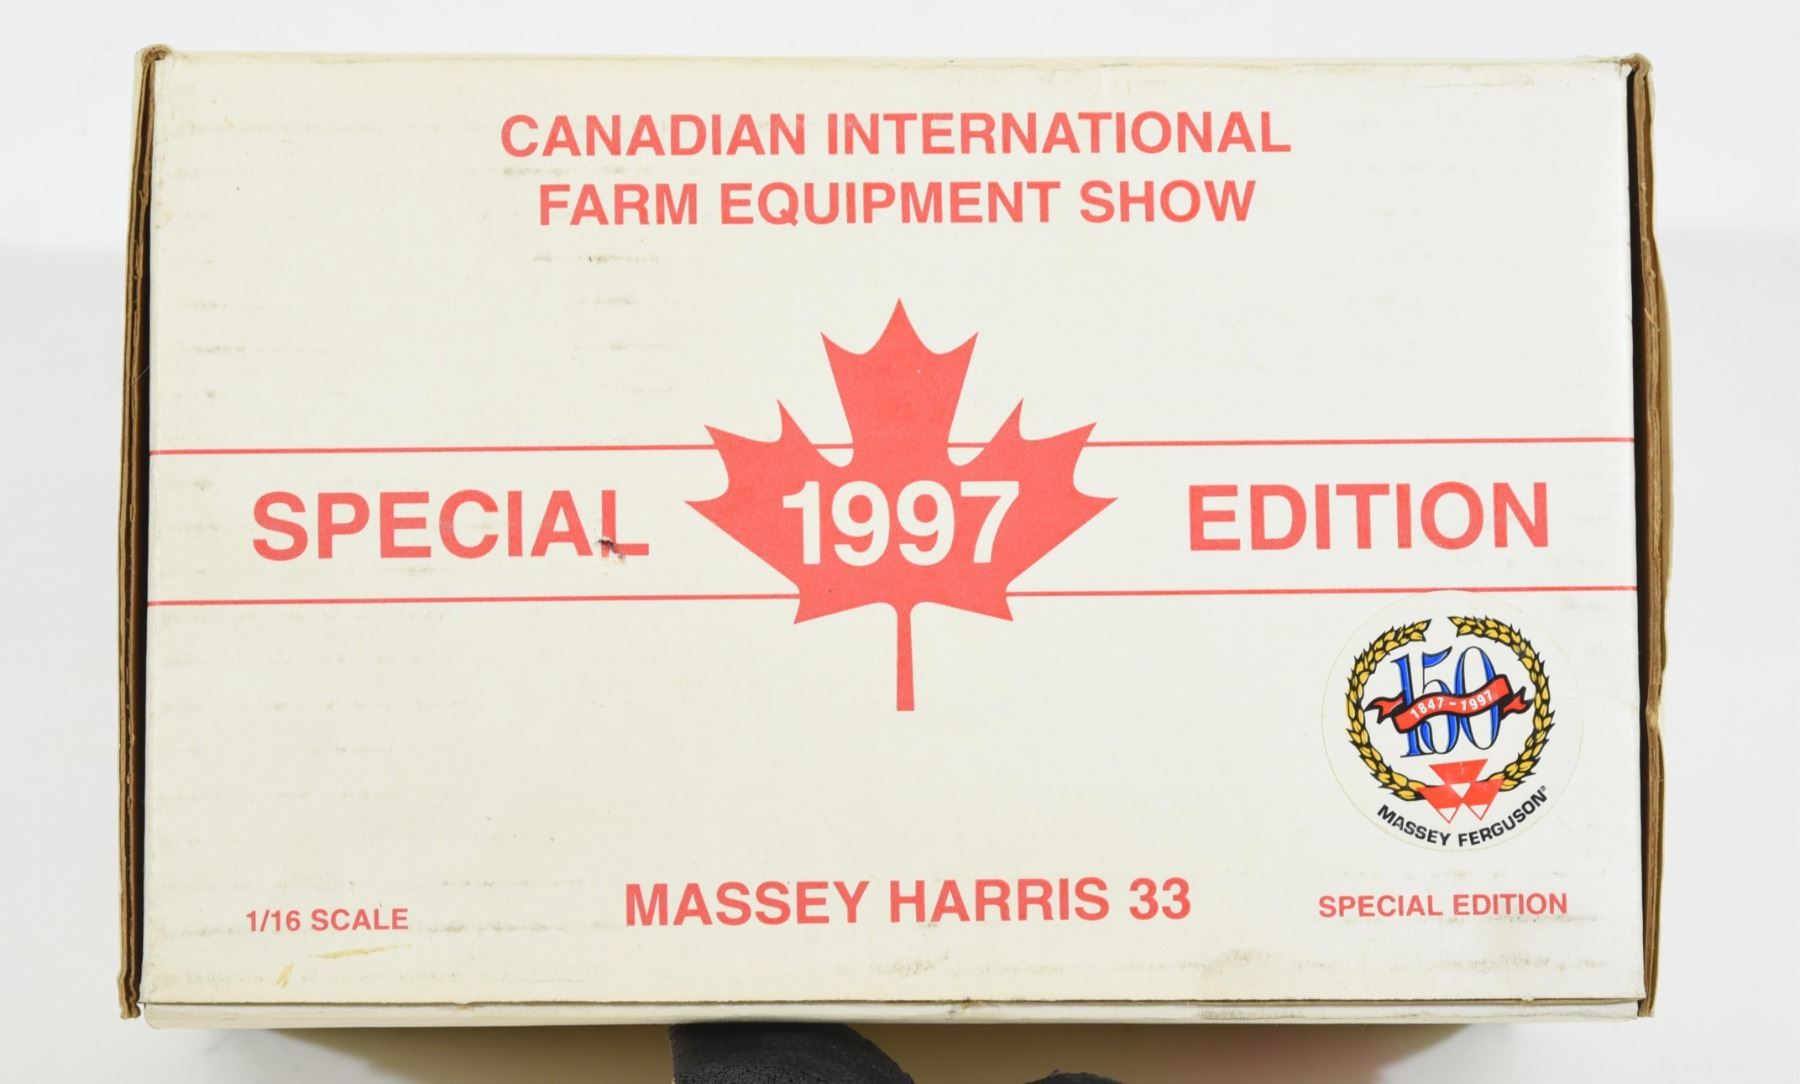 CANADIAN INTERNATIONAL
FARM EQUIPMENT SHOW
SPECIAL 1997 EDITION
150
1847-1997
MASSEY FERGUSON®
1/16 SCALE
MASSEY HARRIS 33
SPECIAL EDITION